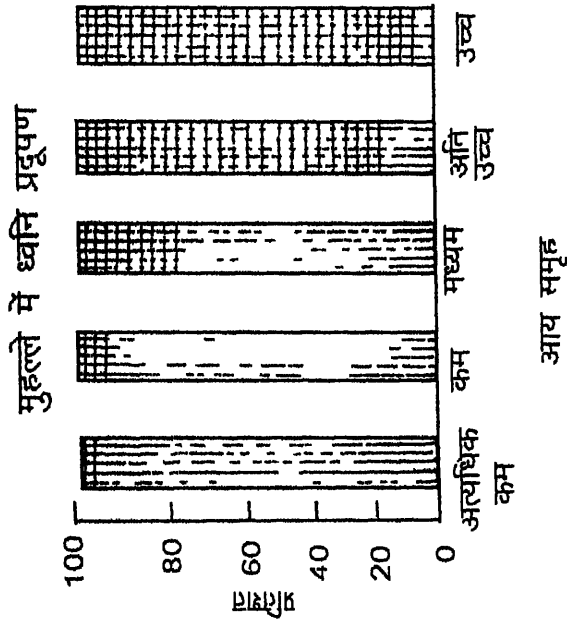 मुहल्ले में ध्वनि प्रदूषण
प्रतिशत
100
80
60
40
20
0
अत्यधिक कम
कम
मध्यम
अति उच्च
उच्च
आय समूह